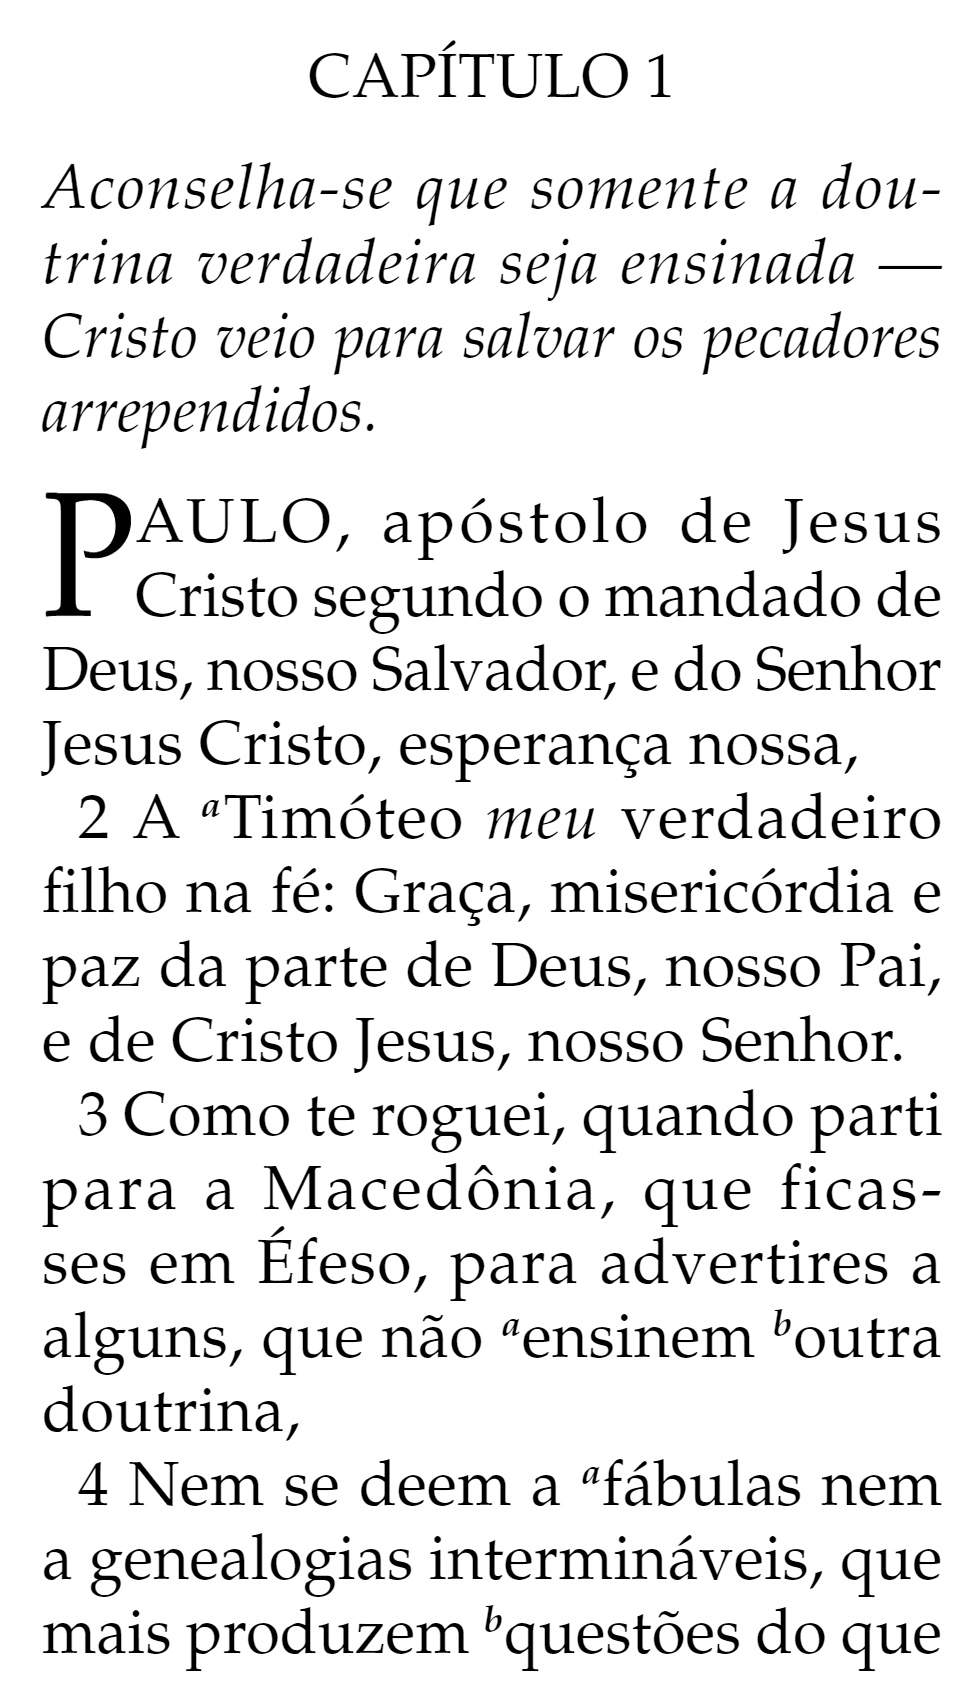 CAPÍTULO 1
Aconselha-se que somente a dou-
trina verdadeira seja ensinada —
Cristo veio para salvar os pecadores
arrependidos.
PAULO, apóstolo de Jesus
Cristo segundo o mandado de
Deus, nosso Salvador, e do Senhor
Jesus Cristo, esperança nossa,
2 A aTimóteo meu verdadeiro
filho na fé: Graça, misericórdia e
paz da parte de Deus, nosso Pai,
e de Cristo Jesus, nosso Senhor.
3 Como te roguei, quando parti
para a Macedônia, que ficas-
ses em Éfeso, para advertires a
alguns, que não aensinem boutra
doutrina,
4 Nem se deem a afábulas nem
a genealogias intermináveis, que
mais produzem bquestões do que